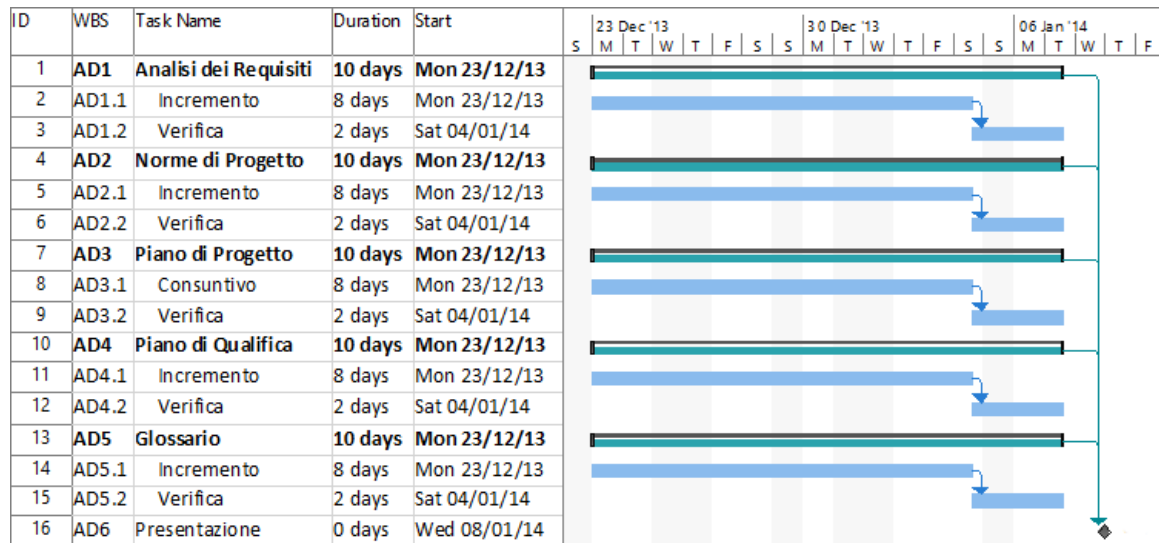 ID WBS Task Name Duration Start 23 Dec '13 30 Dec '13 06 Jan '14
S M T W T F S S M T W T F S S M T W T F
1 AD1 Analisi dei Requisiti 10 days Mon 23/12/13
2 AD1.1 Incremento 8 days Mon 23/12/13
3 AD1.2 Verifica 2 days Sat 04/01/14
4 AD2 Norme di Progetto 10 days Mon 23/12/13
5 AD2.1 Incremento 8 days Mon 23/12/13
6 AD2.2 Verifica 2 days Sat 04/01/14
7 AD3 Piano di Progetto 10 days Mon 23/12/13
8 AD3.1 Consuntivo 8 days Mon 23/12/13
9 AD3.2 Verifica 2 days Sat 04/01/14
10 AD4 Piano di Qualifica 10 days Mon 23/12/13
11 AD4.1 Incremento 8 days Mon 23/12/13
12 AD4.2 Verifica 2 days Sat 04/01/14
13 AD5 Glossario 10 days Mon 23/12/13
14 AD5.1 Incremento 8 days Mon 23/12/13
15 AD5.2 Verifica 2 days Sat 04/01/14
16 AD6 Presentazione 0 days Wed 08/01/14